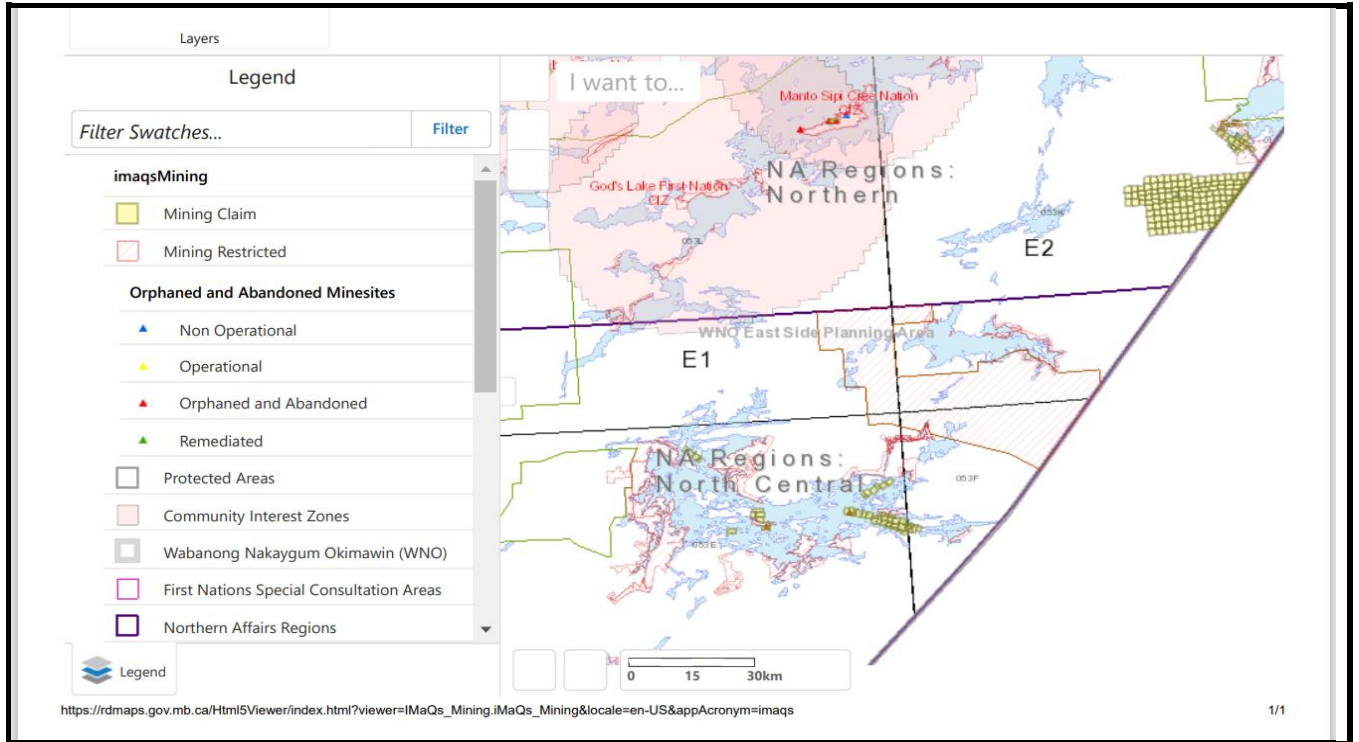 Layers
Legend
Filter Swatches...
Filter
imaqsMining
Mining Claim
Mining Restricted
Orphaned and Abandoned Minesites
Non Operational
Operational
Orphaned and Abandoned
Remediated
Protected Areas
Community Interest Zones
Wabanong Nakaygum Okimawin (WNO)
First Nations Special Consultation Areas
Northern Affairs Regions
Legend
I want to...
Manto Sipi Cree Nation
CIZ
NA Regions:
Northern
God's Lake First Nation
CIZ
053K
053L
E2
WNO East Side Planning Area
E1
NA Regions:
North Central
053F
053E
0 15 30km
https://rdmaps.gov.mb.ca/Html5Viewer/index.html?viewer=IMaQs_Mining.iMaQs_Mining&locale=en-US&appAcronym=imaqs
1/1